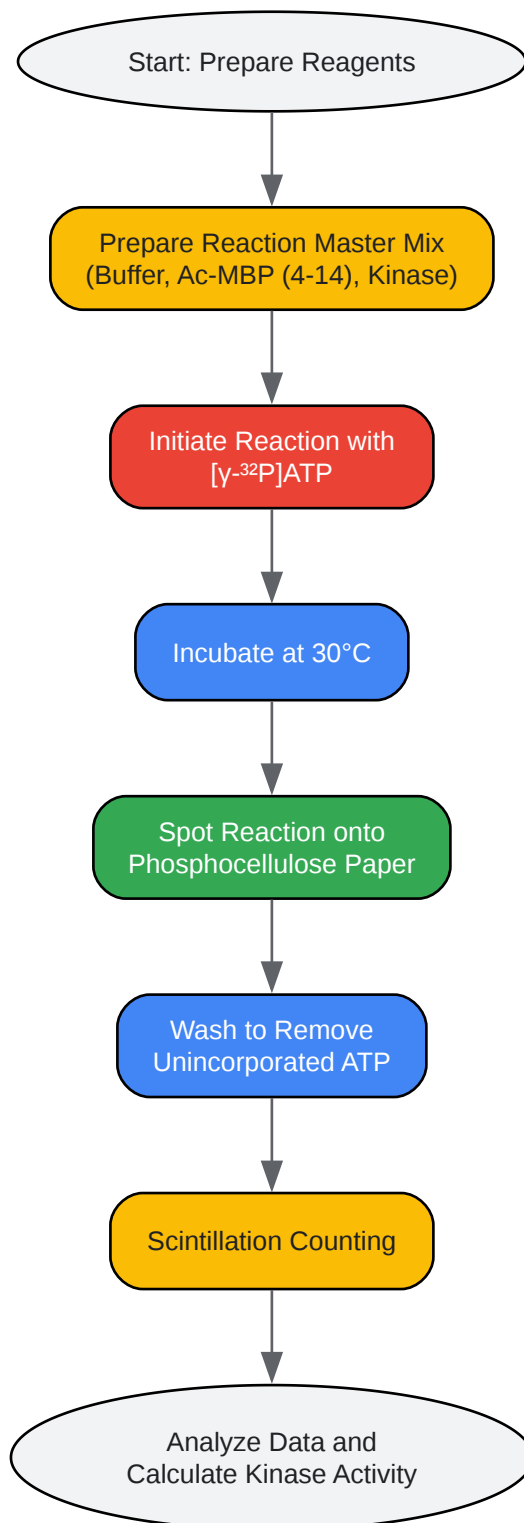 Start: Prepare Reagents
Prepare Reaction Master Mix
(Buffer, Ac-MBP (4-14), Kinase)
Initiate Reaction with
[γ-³²P]ATP
Incubate at 30°C
Spot Reaction onto
Phosphocellulose Paper
Wash to Remove
Unincorporated ATP
Scintillation Counting
Analyze Data and
Calculate Kinase Activity